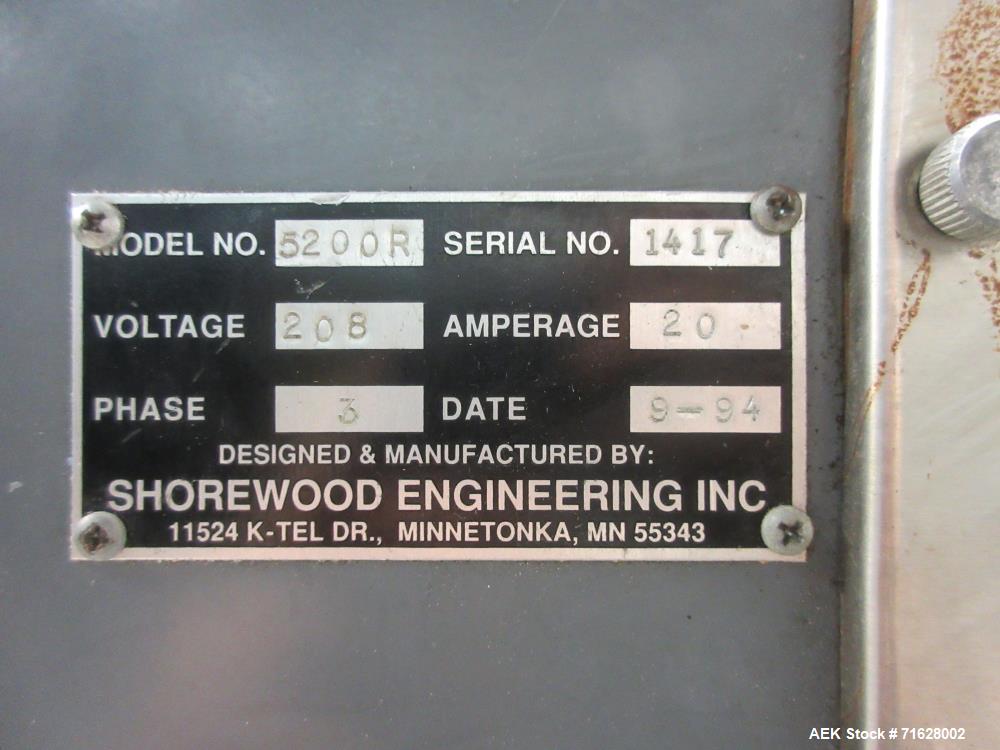 MODEL NO. 5200R SERIAL NO. 1417
VOLTAGE 208 AMPERAGE 20
PHASE 3 DATE 9-94
DESIGNED & MANUFACTURED BY:
SHOREWOOD ENGINEERING INC
11524 K-TEL DR., MINNETONKA, MN 55343
AEK Stock # 71628002